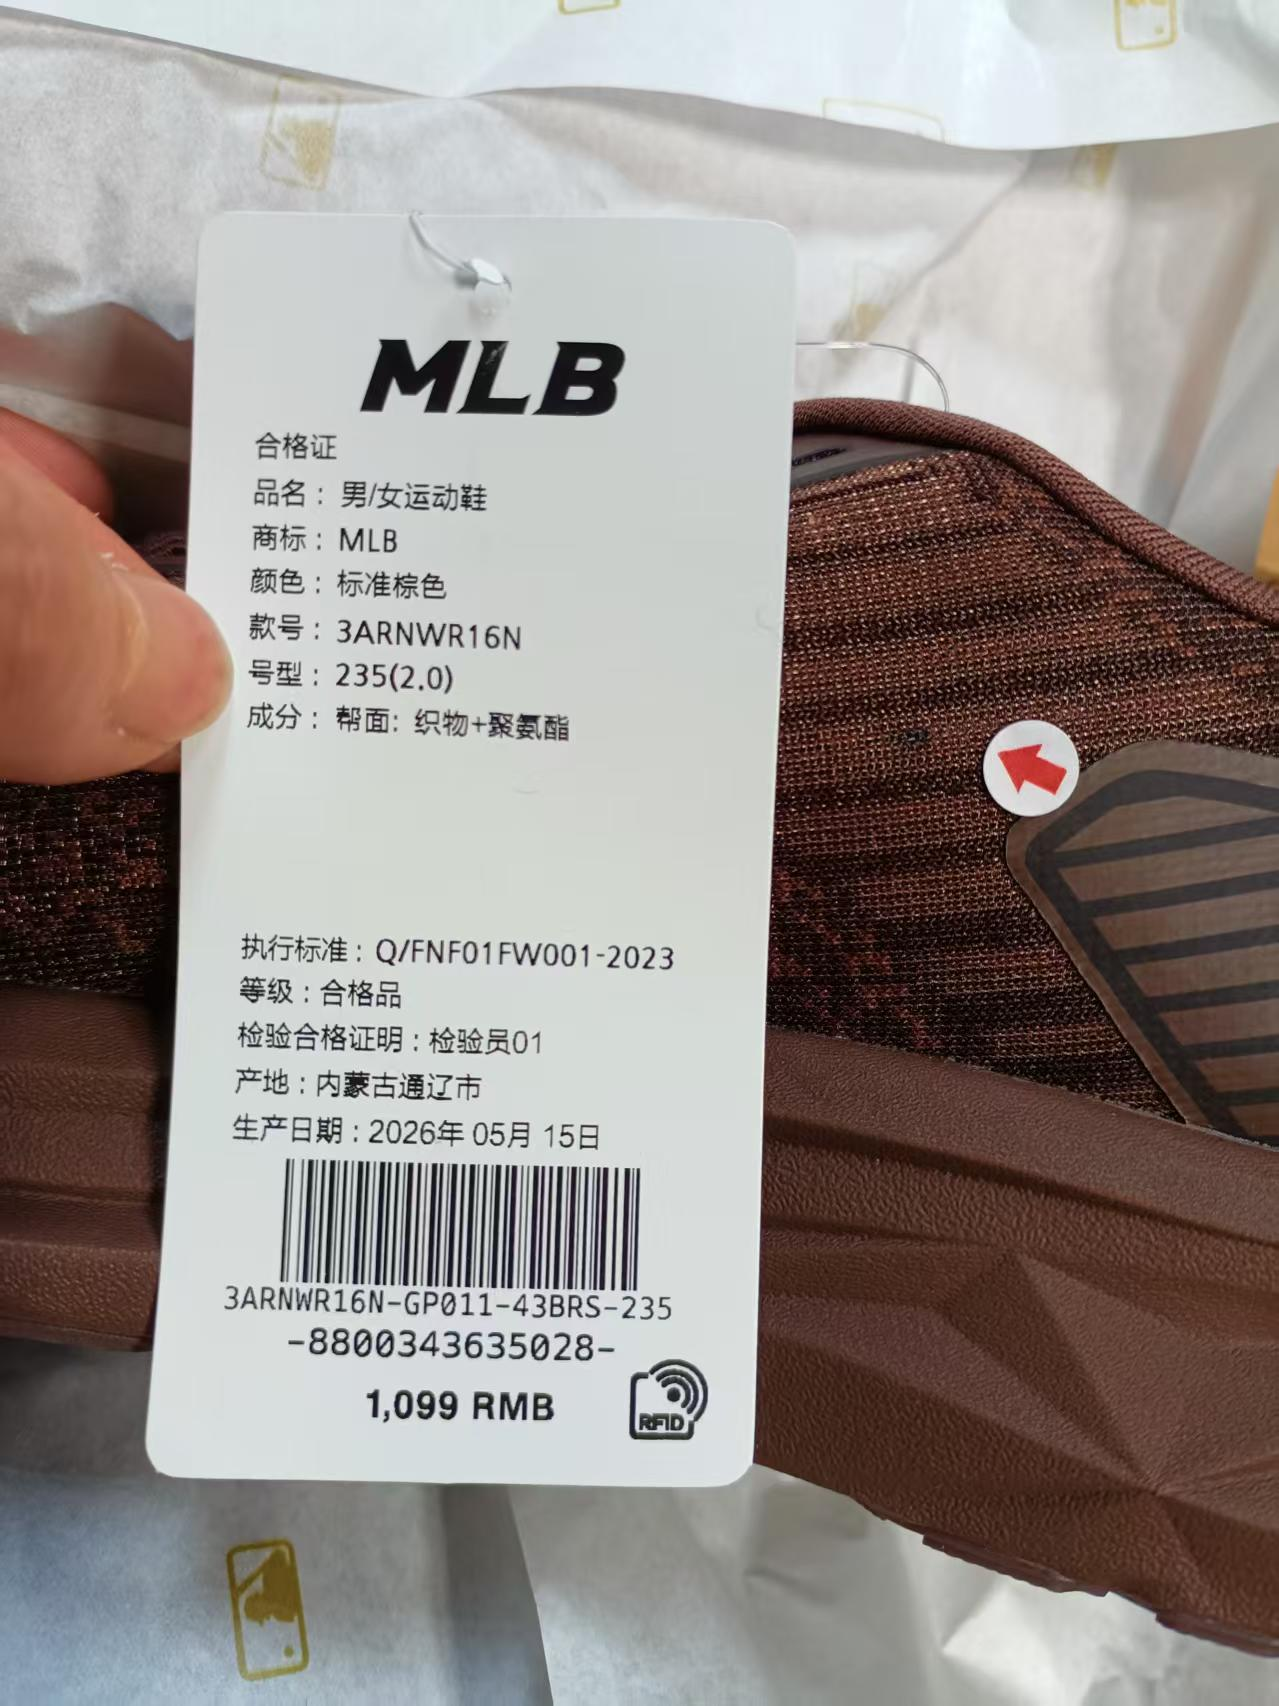 MLB
合格证
品名：男/女运动鞋
商标：MLB
颜色：标准棕色
款号：3ARNWR16N
号型：235(2.0)
成分：帮面: 织物+聚氨酯
执行标准：Q/FNF01FW001-2023
等级：合格品
检验合格证明：检验员01
产地：内蒙古通辽市
生产日期：2026年 05月 15日
3ARNWR16N-GP011-43BRS-235
-8800343635028-
1,099 RMB
RFID